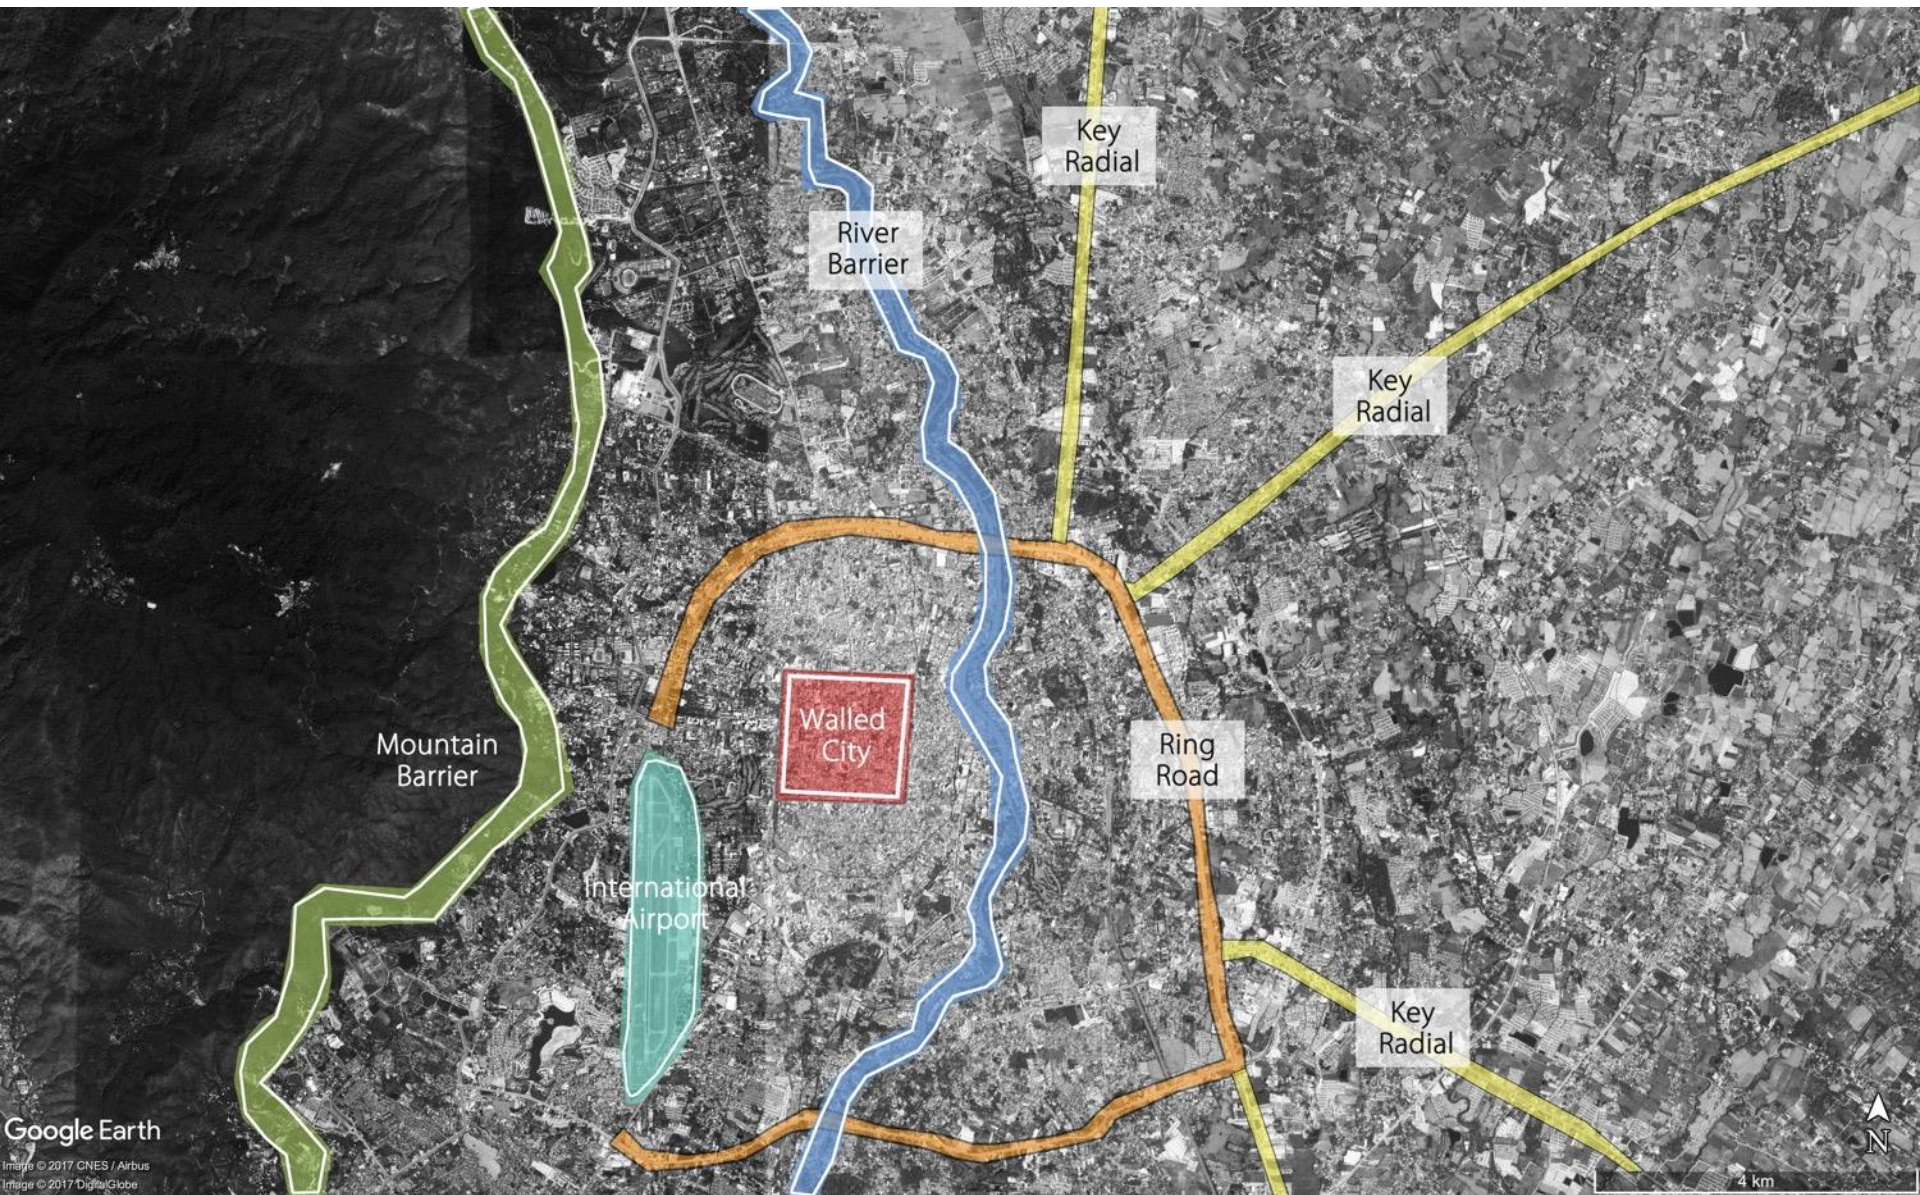 Key
Radial
River
Barrier
Key
Radial
Walled
City
Mountain
Barrier
Ring
Road
International
Airport
Key
Radial
Google Earth
N
Image © 2017 CNES / Airbus
Image © 2017 DigitalGlobe
4 km